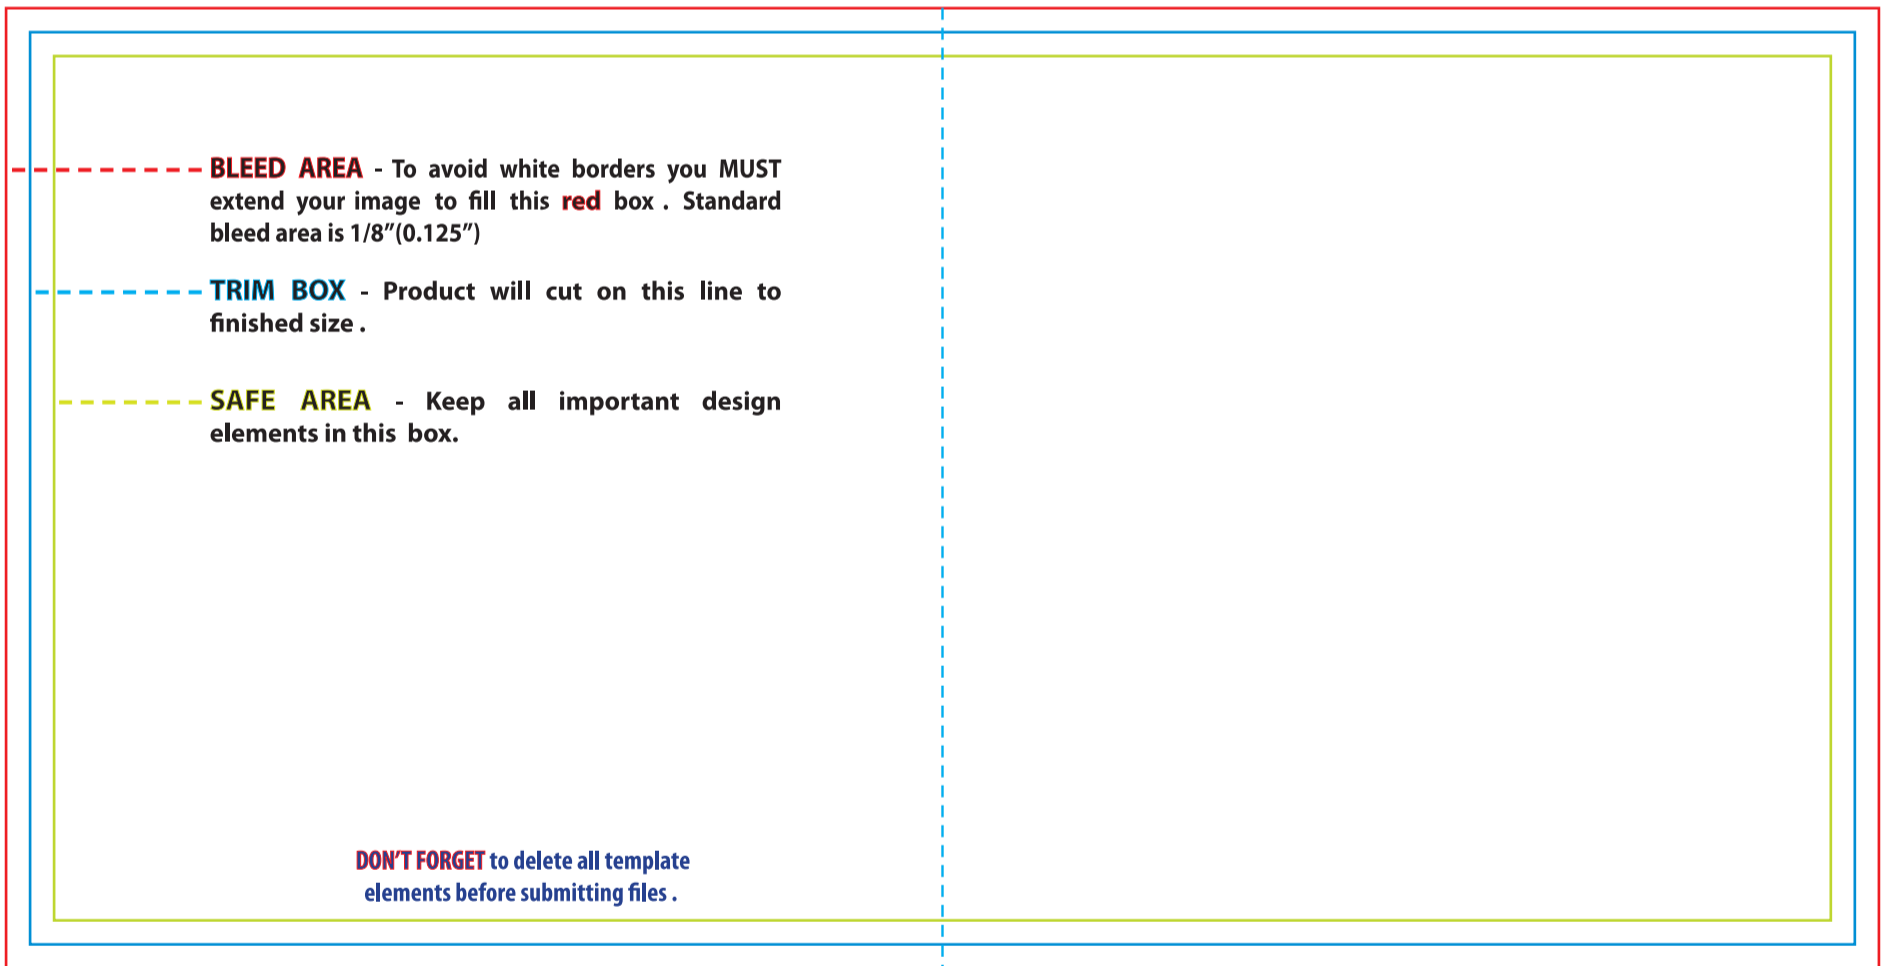 BLEED AREA - To avoid white borders you MUST
extend your image to fill this red box . Standard
bleed area is 1/8”(0.125”)
TRIM BOX - Product will cut on this line to
finished size .
SAFE AREA - Keep all important design
elements in this box.
DON’T FORGET to delete all template
elements before submitting files .